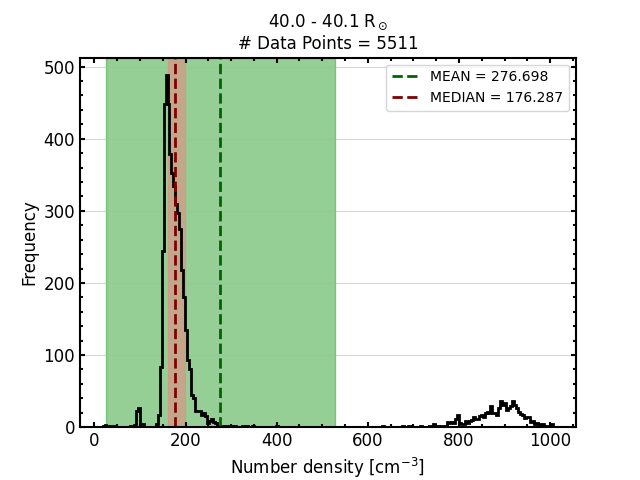 40.0 - 40.1 R⊙
# Data Points = 5511
MEAN = 276.698
MEDIAN = 176.287
500
400
300
200
100
0
Frequency
0 200 400 600 800 1000
Number density [cm⁻³]